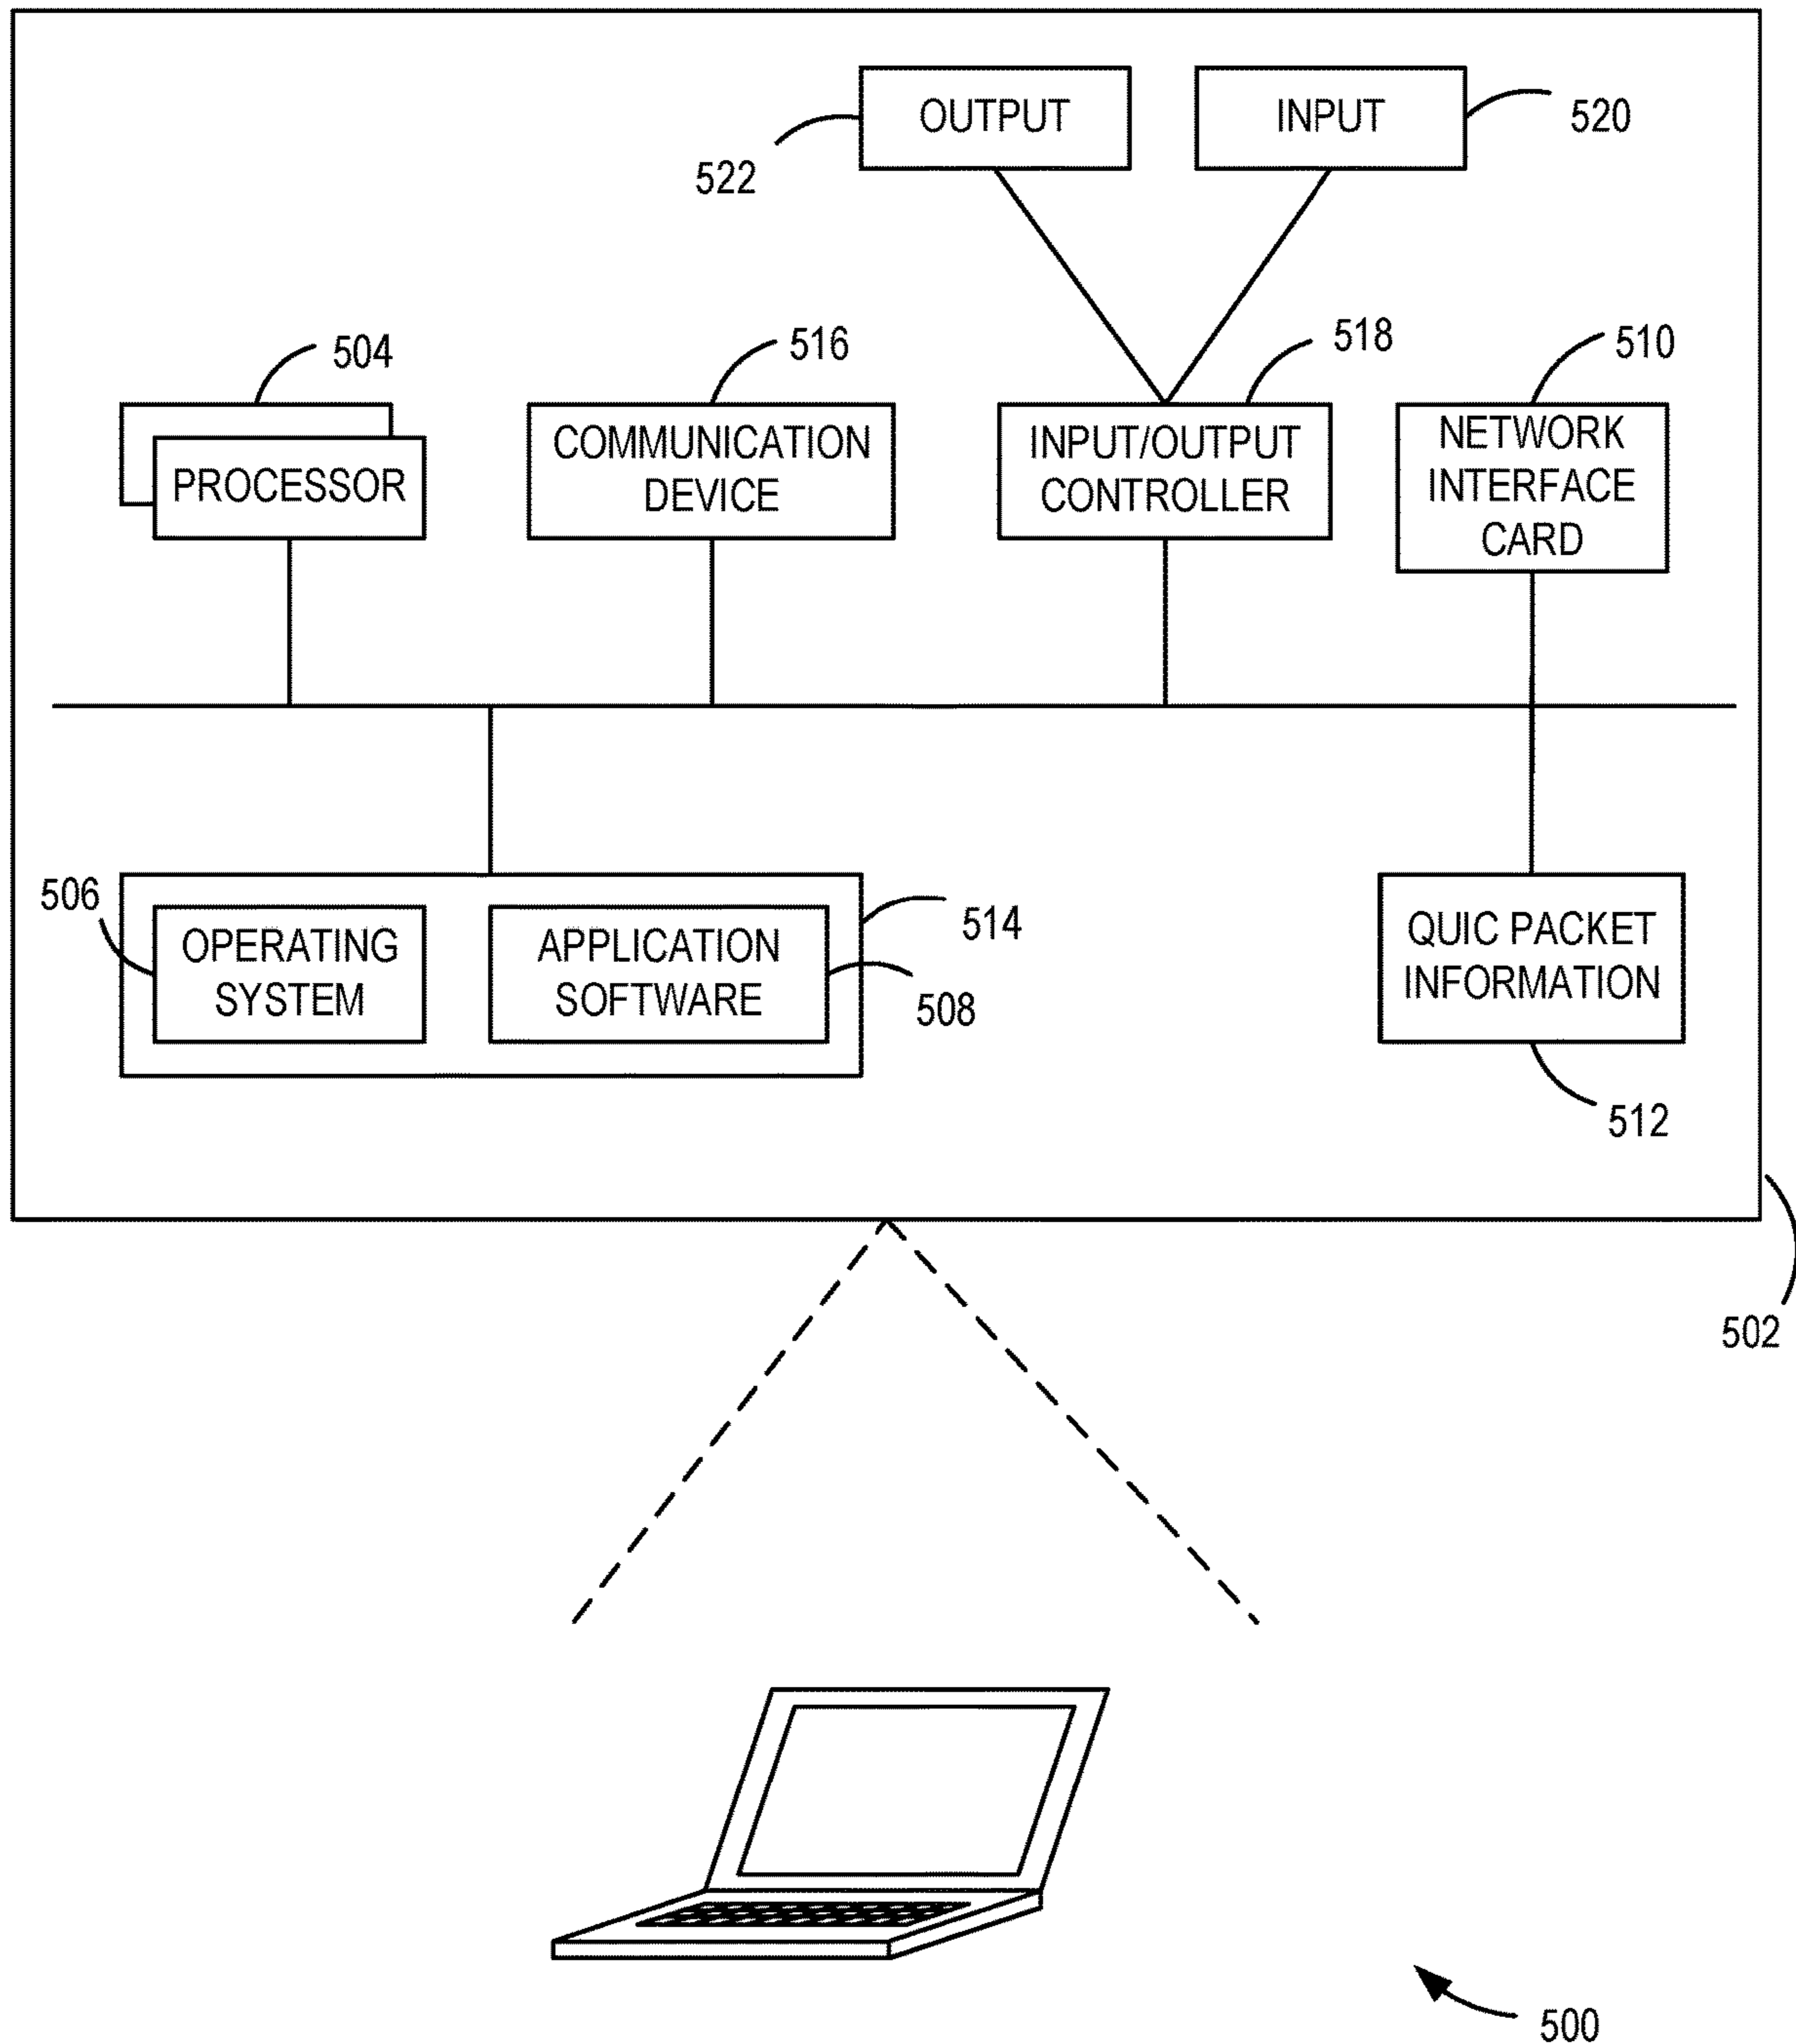 OUTPUT
INPUT
520
522
504
516
518
510
PROCESSOR
COMMUNICATION
DEVICE
INPUT/OUTPUT
CONTROLLER
NETWORK
INTERFACE
CARD
506
OPERATING
SYSTEM
APPLICATION
SOFTWARE
514
508
QUIC PACKET
INFORMATION
512
502
500